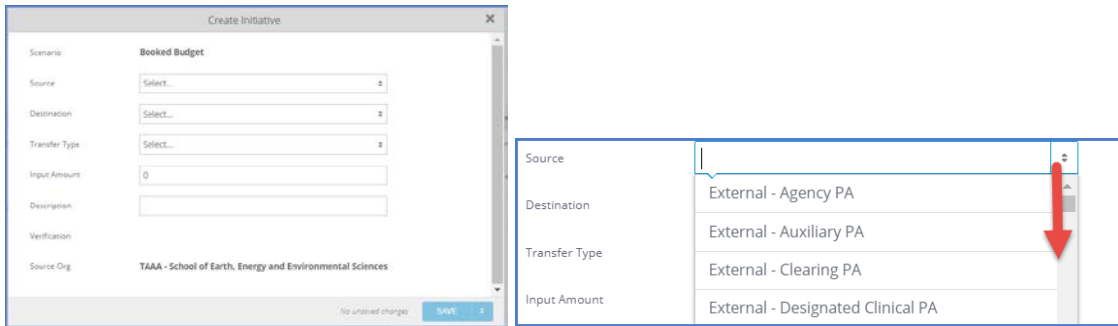 Create Initiative
Scenario Booked Budget
Source Select...
Destination Select...
Transfer Type Select...
Input Amount 0
Description
Verification
Source Org TAAA - School of Earth, Energy and Environmental Sciences
No unsaved changes SAVE
Source
External - Agency PA
Destination
External - Auxiliary PA
Transfer Type
External - Clearing PA
Input Amount
External - Designated Clinical PA